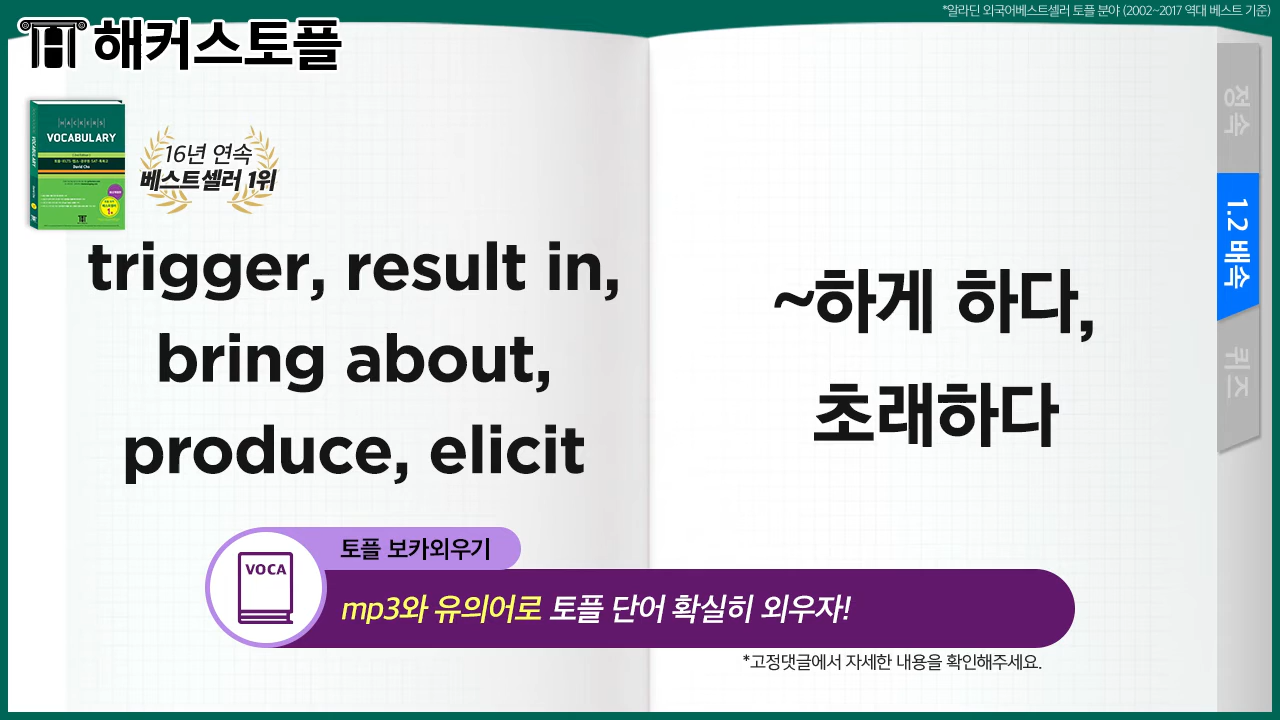 *알라딘 외국어베스트셀러 토플 분야 (2002~2017 역대 베스트 기준)
해커스토플
HACKERS
VOCABULARY
David Cho
16년 연속
베스트셀러 1위
trigger, result in,
bring about,
produce, elicit
~하게 하다,
초래하다
정속
1.2 배속
퀴즈
토플 보카외우기
VOCA
mp3와 유의어로 토플 단어 확실히 외우자!
*고정댓글에서 자세한 내용을 확인해주세요.